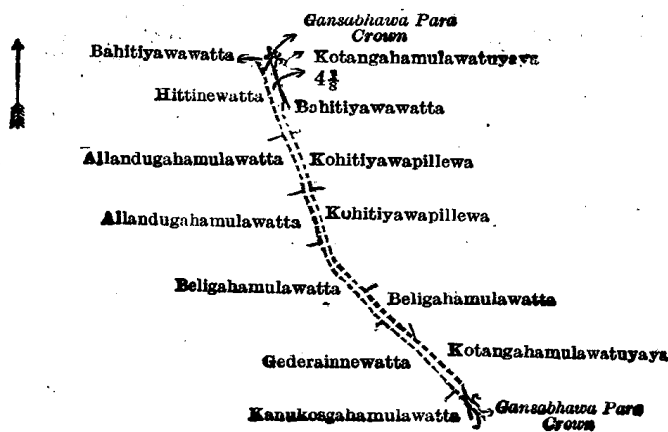 Gansabhawa Para
Crown
Bahitiyawawatta
Kotangahamulawatuyaya
4⅜
Hittinewatta
Bahitiyawawatta
Allandugahamulawatta
Kohitiyawapillewa
Allandugahamulawatta
Kohitiyawapillewa
Beligahamulawatta
Beligahamulawatta
Kotangahamulawatuyaya
Gederainnewatta
Kanukosgahamulawatta
Gansabhawa Para
Crown